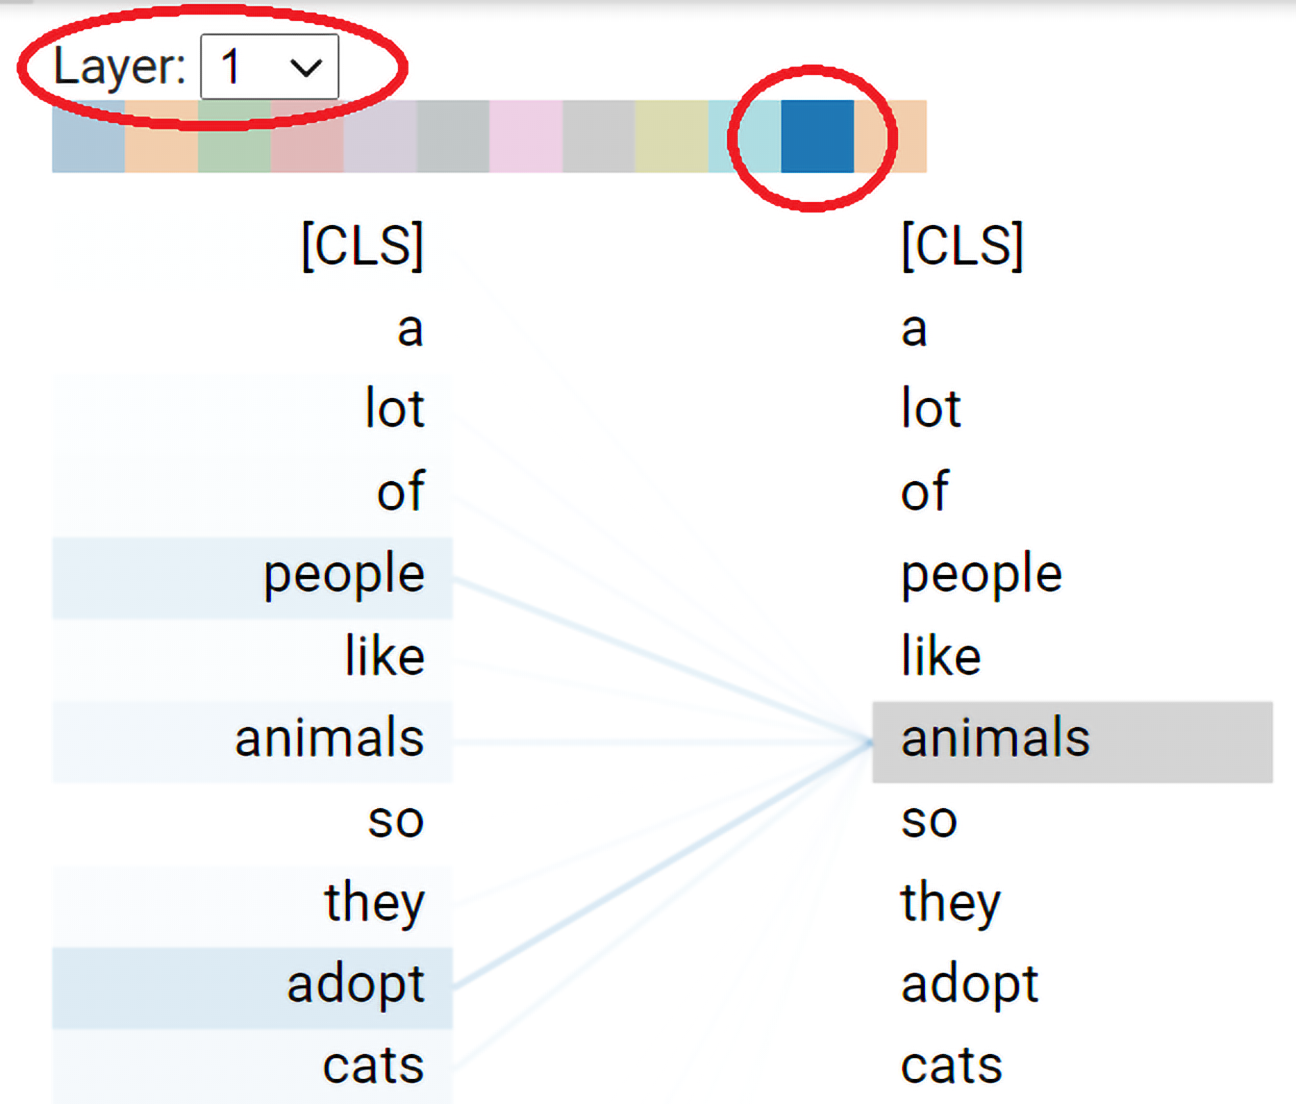 Layer: 1
[CLS] [CLS]
a a
lot lot
of of
people people
like like
animals animals
so so
they they
adopt adopt
cats cats